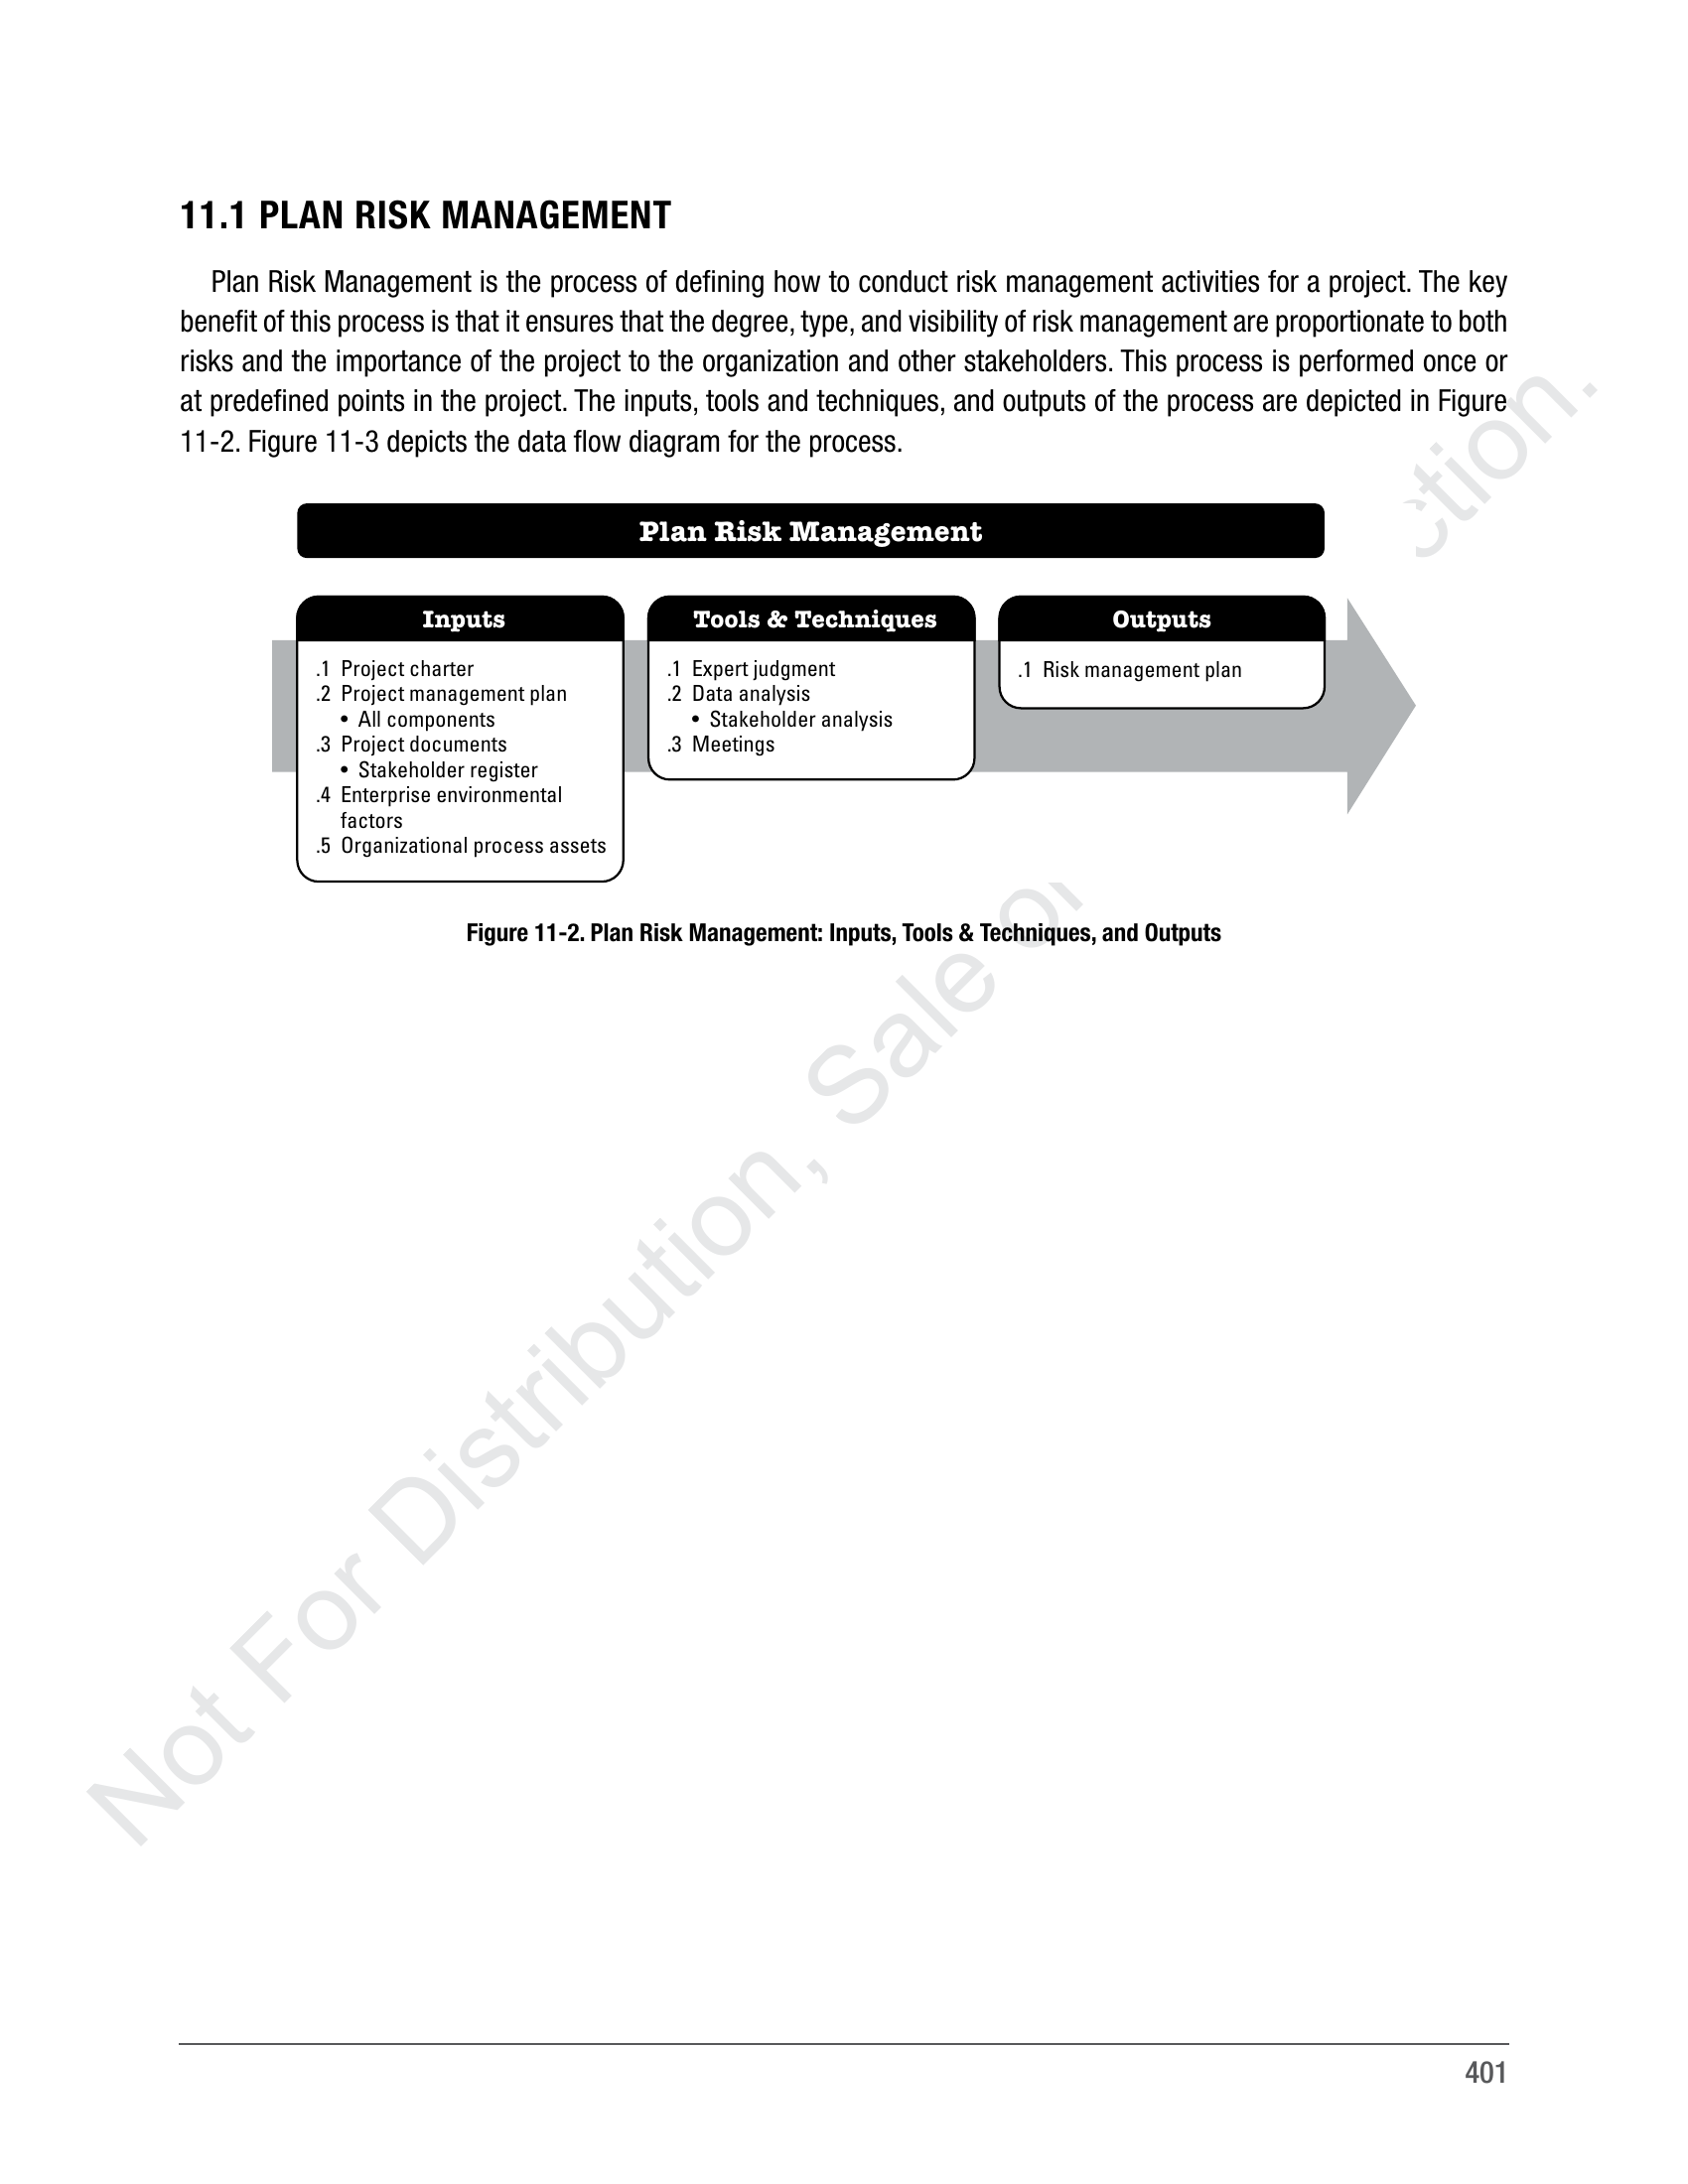 11.1 PLAN RISK MANAGEMENT
Plan Risk Management is the process of defining how to conduct risk management activities for a project. The key
benefit of this process is that it ensures that the degree, type, and visibility of risk management are proportionate to both
risks and the importance of the project to the organization and other stakeholders. This process is performed once or
at predefined points in the project. The inputs, tools and techniques, and outputs of the process are depicted in Figure
11-2. Figure 11-3 depicts the data flow diagram for the process.
Plan Risk Management
Inputs
.1 Project charter
.2 Project management plan
• All components
.3 Project documents
• Stakeholder register
.4 Enterprise environmental
factors
.5 Organizational process assets
Tools & Techniques
.1 Expert judgment
.2 Data analysis
• Stakeholder analysis
.3 Meetings
Outputs
.1 Risk management plan
Figure 11-2. Plan Risk Management: Inputs, Tools & Techniques, and Outputs
Not For Distribution, Sale or
401